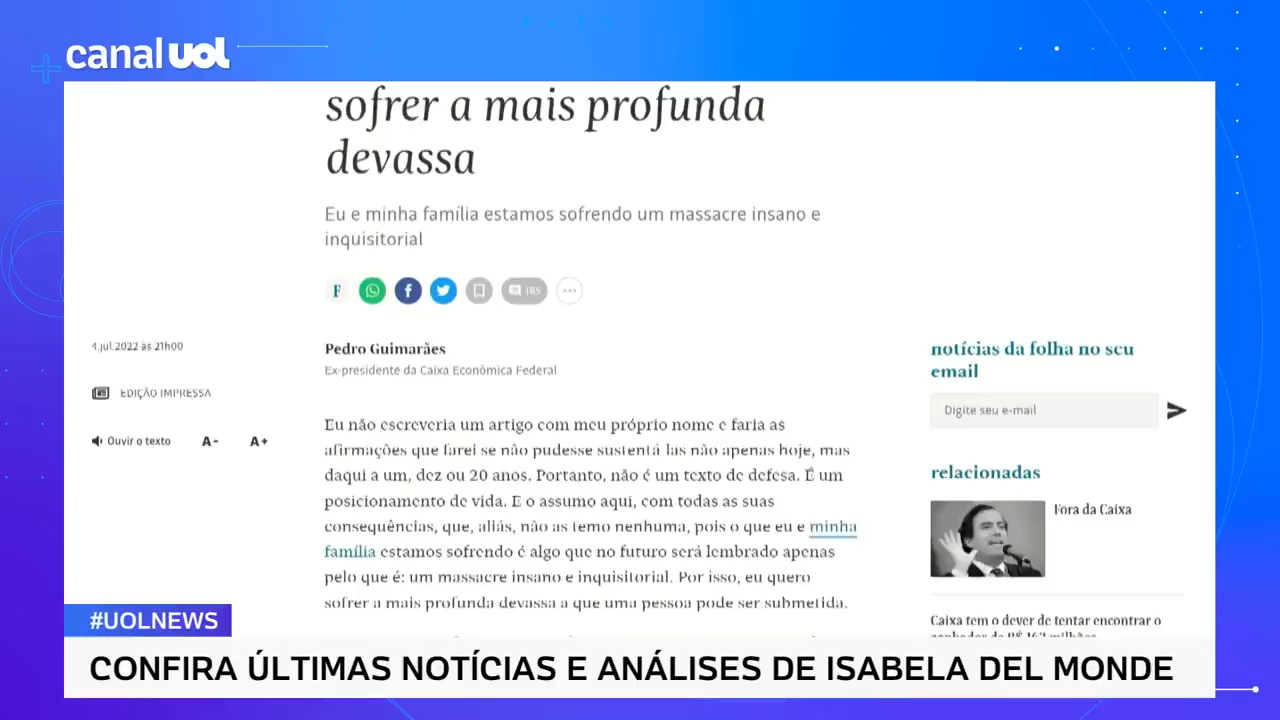 canal uol
sofrer a mais profunda
devassa
Eu e minha família estamos sofrendo um massacre insano e
inquisitorial
F
185
4.jul.2022 às 21h00
EDIÇÃO IMPRESSA
Ouvir o texto A- A+
Pedro Guimarães
Ex-presidente da Caixa Econômica Federal
Eu não escreveria um artigo com meu próprio nome e faria as
afirmações que farei se não pudesse sustentá-las não apenas hoje, mas
daqui a um, dez ou 20 anos. Portanto, não é um texto de defesa. É um
posicionamento de vida. E o assumo aqui, com todas as suas
consequências, que, aliás, não as temo nenhuma, pois o que eu e minha
família estamos sofrendo é algo que no futuro será lembrado apenas
pelo que é: um massacre insano e inquisitorial. Por isso, eu quero
sofrer a mais profunda devassa a que uma pessoa pode ser submetida.
notícias da folha no seu
email
Digite seu e-mail
relacionadas
Fora da Caixa
Caixa tem o dever de tentar encontrar o
ganhador de R$ 162 milhões
#UOLNEWS
CONFIRA ÚLTIMAS NOTÍCIAS E ANÁLISES DE ISABELA DEL MONDE